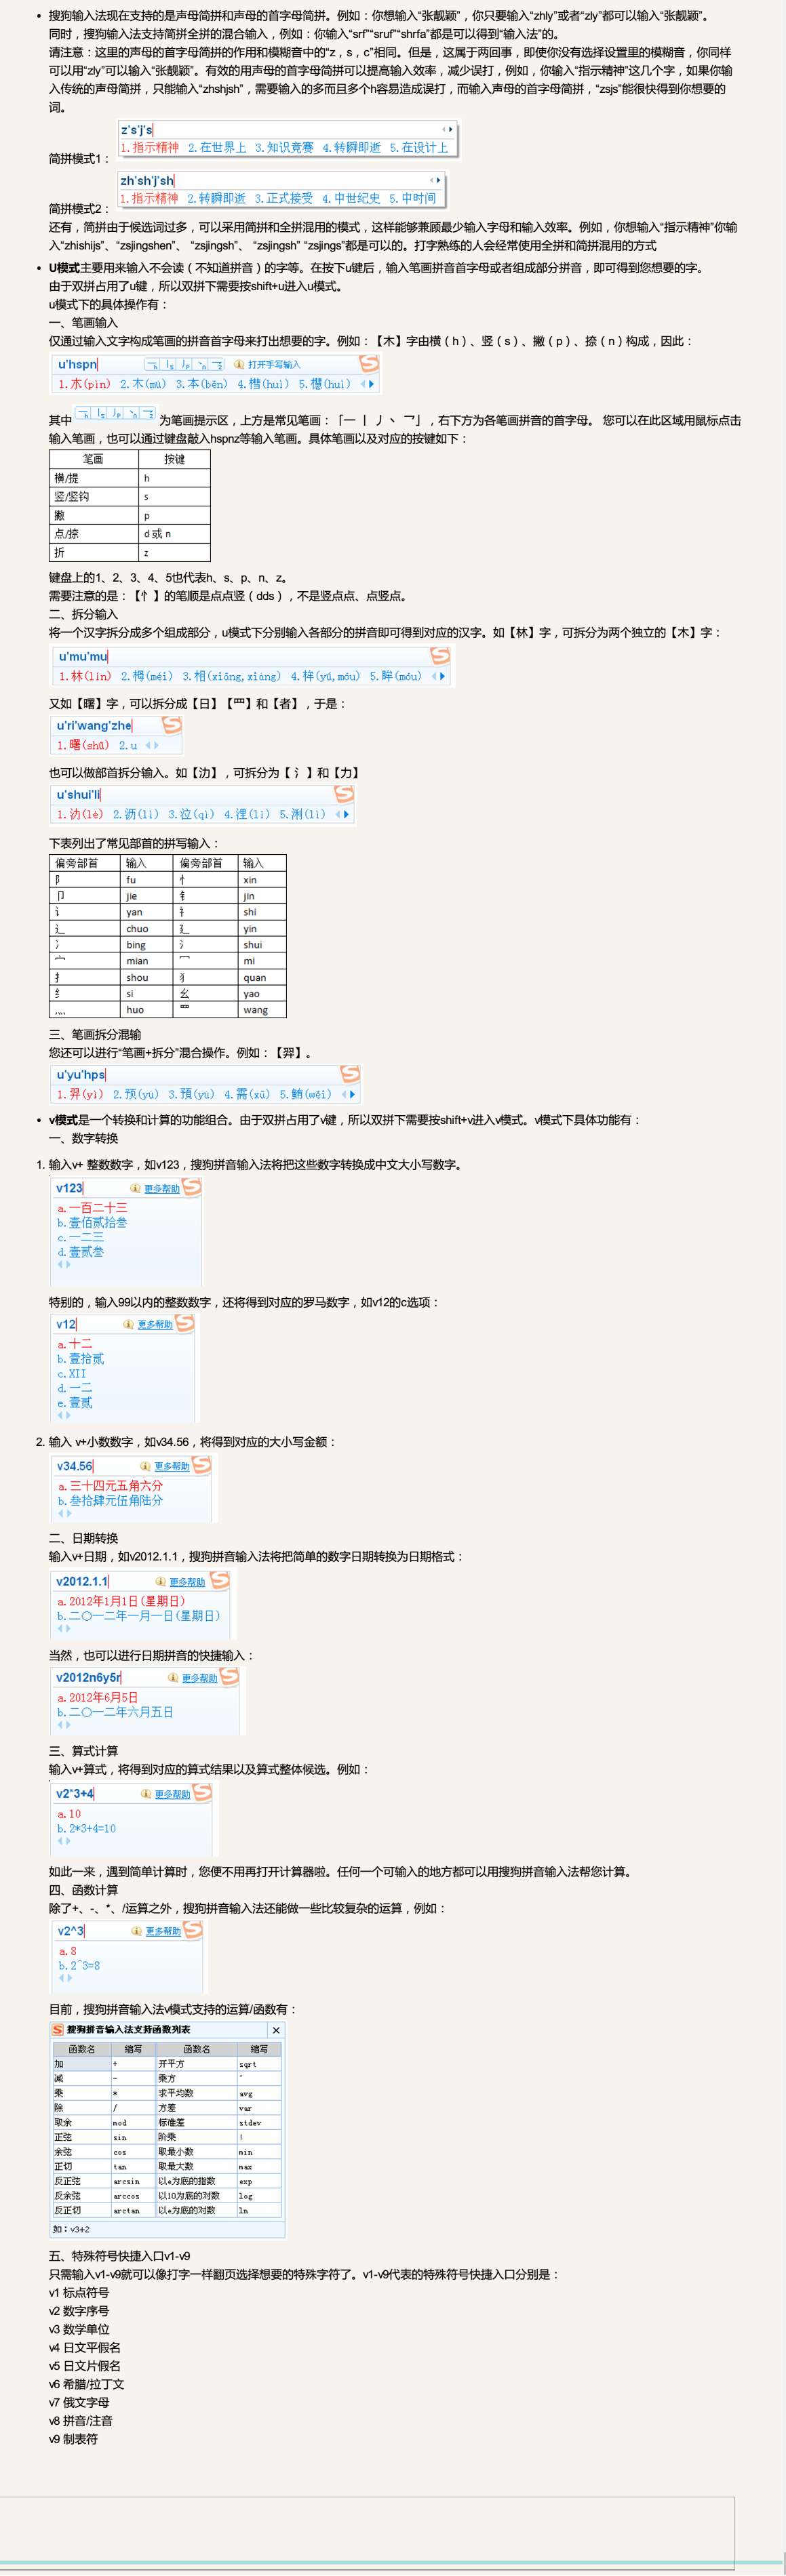 搜狗输入法现在支持的是声母简拼和声母的首字母简拼。例如：你想输入“张靓颖”，你只要输入“zhly”或者“zly”都可以输入“张靓颖”。
同时，搜狗输入法支持简拼全拼的混合输入，例如：你输入“srf”“sruf”“shrfa”都是可以得到“输入法”的。
请注意：这里的声母的首字母简拼的作用和模糊音中的“z，s，c”相同。但是，这属于两回事，即使你没有选择设置里的模糊音，你同样
可以用“zly”可以输入“张靓颖”。有效的用声母的首字母简拼可以提高输入效率，减少误打，例如，你输入“指示精神”这几个字，如果你输
入传统的声母简拼，只能输入“zhshjsh”，需要输入的多而且多个h容易造成误打，而输入声母的首字母简拼，“zsjs”能很快得到你想要的
词。
z's'j's
1.指示精神 2.在世界上 3.知识竞赛 4.转瞬即逝 5.在设计上
简拼模式1：
zh'sh'j'sh
1.指示精神 2.转瞬即逝 3.正式接受 4.中世纪史 5.中时间
简拼模式2：
还有，简拼由于候选词过多，可以采用简拼和全拼混用的模式，这样能够兼顾最少输入字母和输入效率。例如，你想输入“指示精神”你输
入“zhishijs”、“zsjingshen”、 “zsjingsh”、 “zsjingsh” “zsjings”都是可以的。打字熟练的人会经常使用全拼和简拼混用的方式
U模式主要用来输入不会读（不知道拼音）的字等。在按下u键后，输入笔画拼音首字母或者组成部分拼音，即可得到您想要的字。
由于双拼占用了u键，所以双拼下需要按shift+u进入u模式。
u模式下的具体操作有：
一、笔画输入
仅通过输入文字构成笔画的拼音首字母来打出想要的字。例如：【木】字由横（h）、竖（s）、撇（p）、捺（n）构成，因此：
u'hspn 打开手写输入
1.朩(pìn) 2.木(mù) 3.本(běn) 4.槥(huì) 5.櫘(huì)
其中 为笔画提示区，上方是常见笔画：「一 丨 丿 丶 乛」，右下方为各笔画拼音的首字母。 您可以在此区域用鼠标点击
输入笔画，也可以通过键盘敲入hspnz等输入笔画。具体笔画以及对应的按键如下：
笔画 按键
横/提 h
竖/竖钩 s
撇 p
点/捺 d 或 n
折 z
键盘上的1、2、3、4、5也代表h、s、p、n、z。
需要注意的是：【忄】的笔顺是点点竖（dds），不是竖点点、点竖点。
二、拆分输入
将一个汉字拆分成多个组成部分，u模式下分别输入各部分的拼音即可得到对应的汉字。如【林】字，可拆分为两个独立的【木】字：
u'mu'mu
1.林(lín) 2.栂(méi) 3.相(xiāng,xiàng) 4.桙(yú,móu) 5.眸(móu)
又如【曙】字，可以拆分成【日】【罒】和【者】，于是：
u'ri'wang'zhe
1.曙(shǔ) 2.u
也可以做部首拆分输入。如【氻】，可拆分为【氵】和【力】
u'shui'li
1.氻(lè) 2.沥(lì) 3.泣(qì) 4.浬(lǐ) 5.浰(lì)
下表列出了常见部首的拼写输入：
偏旁部首 输入 偏旁部首 输入
阝 fu 忄 xin
卩 jie 钅 jin
讠 yan 礻 shi
辶 chuo 廴 yin
冫 bing 氵 shui
宀 mian 冖 mi
扌 shou 犭 quan
纟 si 幺 yao
灬 huo 罒 wang
三、笔画拆分混输
您还可以进行“笔画+拆分”混合操作。例如：【羿】。
u'yu'hps
1.羿(yì) 2.预(yù) 3.預(yù) 4.需(xū) 5.鲔(wěi)
v模式是一个转换和计算的功能组合。由于双拼占用了v键，所以双拼下需要按shift+v进入v模式。v模式下具体功能有：
一、数字转换
1. 输入v+ 整数数字，如v123，搜狗拼音输入法将把这些数字转换成中文大小写数字。
v123 更多帮助
a.一百二十三
b.壹佰贰拾叁
c.一二三
d.壹贰叁
特别的，输入99以内的整数数字，还将得到对应的罗马数字，如v12的c选项：
v12 更多帮助
a.十二
b.壹拾贰
c.XII
d.一二
e.壹贰
2. 输入 v+小数数字，如v34.56，将得到对应的大小写金额：
v34.56 更多帮助
a.三十四元五角六分
b.叁拾肆元伍角陆分
二、日期转换
输入v+日期，如v2012.1.1，搜狗拼音输入法将把简单的数字日期转换为日期格式：
v2012.1.1 更多帮助
a.2012年1月1日(星期日)
b.二〇一二年一月一日(星期日)
当然，也可以进行日期拼音的快捷输入：
v2012n6y5r 更多帮助
a.2012年6月5日
b.二〇一二年六月五日
三、算式计算
输入v+算式，将得到对应的算式结果以及算式整体候选。例如：
v2*3+4 更多帮助
a.10
b.2*3+4=10
如此一来，遇到简单计算时，您便不用再打开计算器啦。任何一个可输入的地方都可以用搜狗拼音输入法帮您计算。
四、函数计算
除了+、-、*、/运算之外，搜狗拼音输入法还能做一些比较复杂的运算，例如：
v2^3 更多帮助
a.8
b.2^3=8
目前，搜狗拼音输入法v模式支持的运算/函数有：
搜狗拼音输入法支持函数列表
函数名 缩写 函数名 缩写
加 + 开平方 sqrt
减 - 乘方 ^
乘 * 求平均数 avg
除 / 方差 var
取余 mod 标准差 stdev
正弦 sin 阶乘 !
余弦 cos 取最小数 min
正切 tan 取最大数 max
反正弦 arcsin 以e为底的指数 exp
反余弦 arccos 以10为底的对数 log
反正切 arctan 以e为底的对数 ln
如：v3+2
五、特殊符号快捷入口v1-v9
只需输入v1-v9就可以像打字一样翻页选择想要的特殊字符了。v1-v9代表的特殊符号快捷入口分别是：
v1 标点符号
v2 数字序号
v3 数学单位
v4 日文平假名
v5 日文片假名
v6 希腊/拉丁文
v7 俄文字母
v8 拼音/注音
v9 制表符